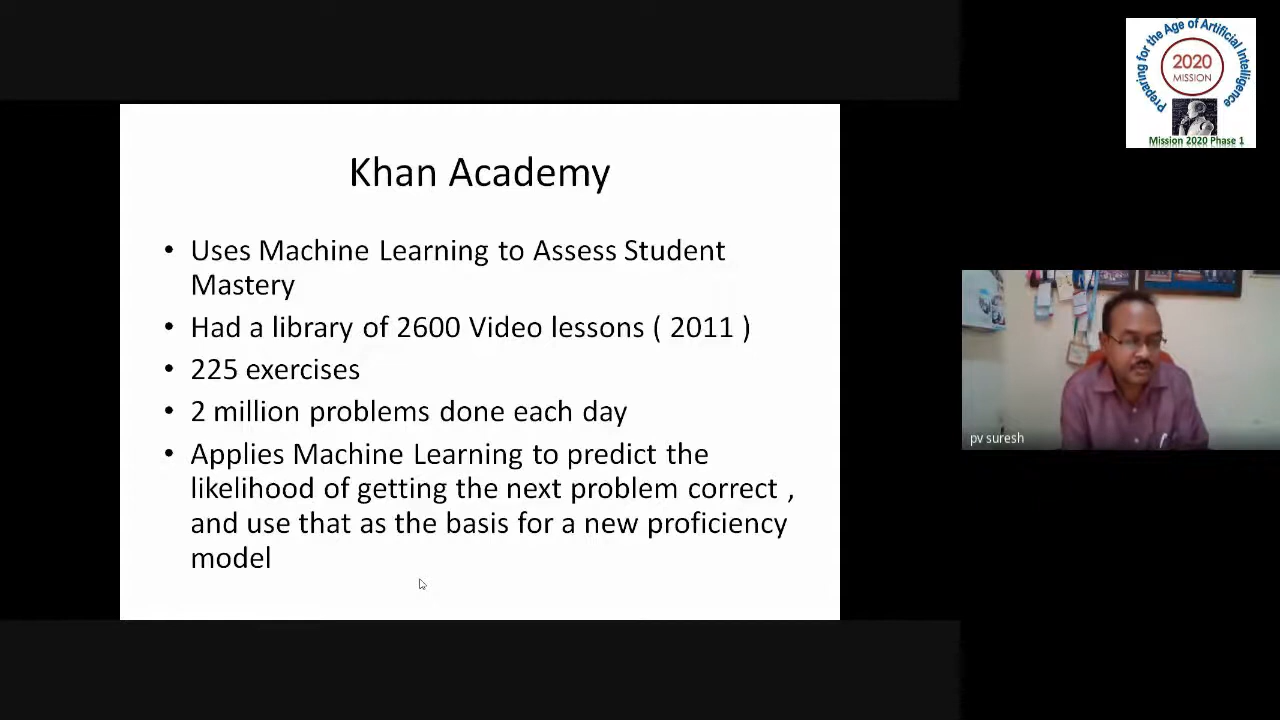 Khan Academy
• Uses Machine Learning to Assess Student
Mastery
• Had a library of 2600 Video lessons ( 2011 )
• 225 exercises
• 2 million problems done each day
• Applies Machine Learning to predict the
likelihood of getting the next problem correct ,
and use that as the basis for a new proficiency
model
Preparing for the Age of Artificial Intelligence
2020
MISSION
Mission 2020 Phase 1
pv suresh